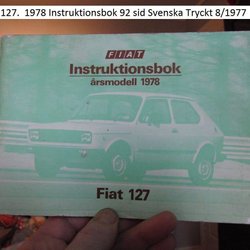 127. 1978 Instruktionsbok 92 sid Svenska Tryckt 8/1977
FIAT
Instruktionsbok
årsmodell 1978
Fiat 127